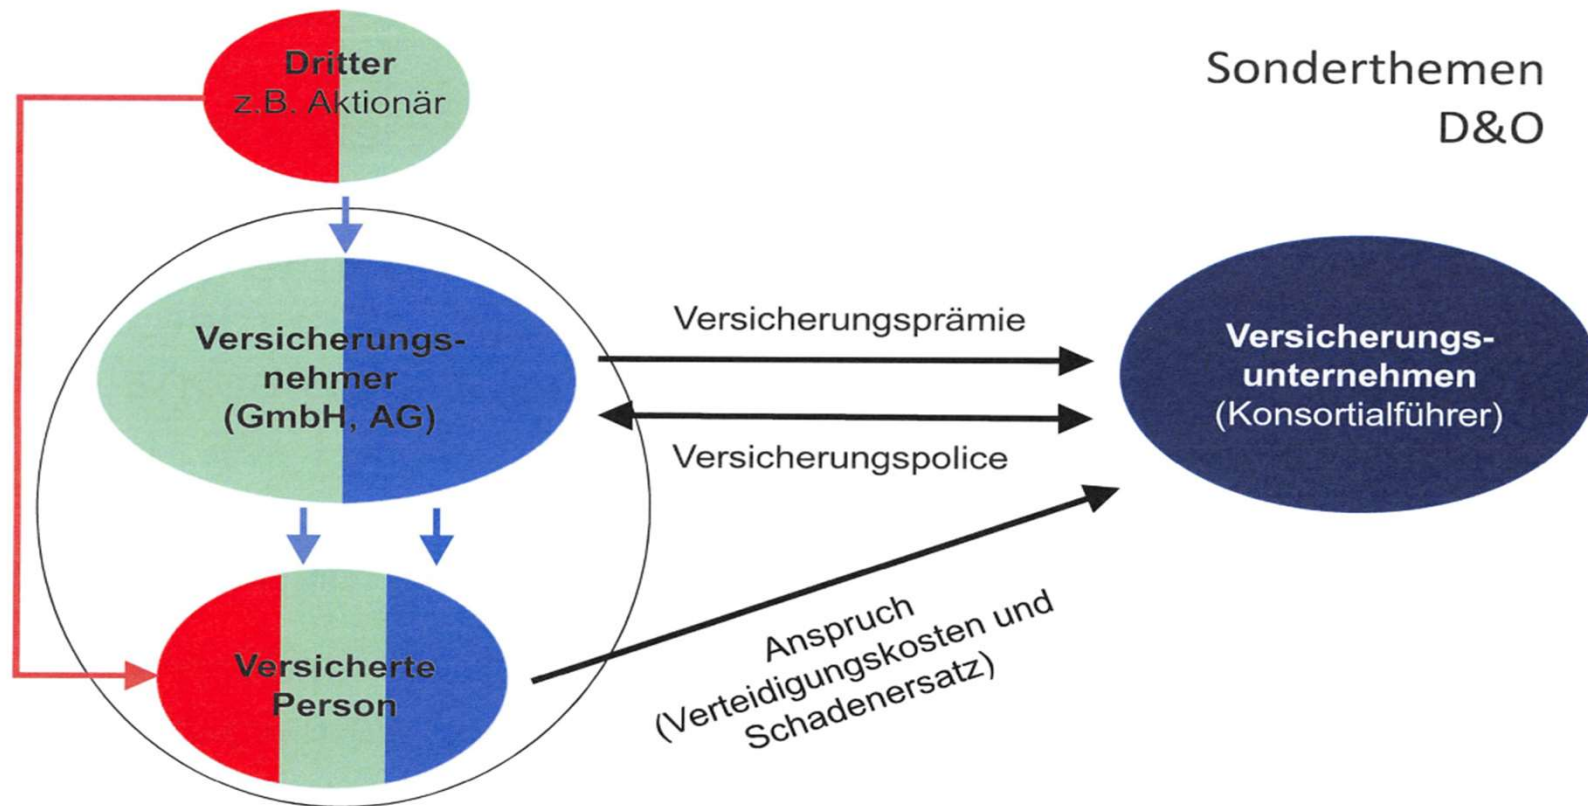 Dritter
z.B. Aktionär
Sonderthemen
D&O
Versicherungs-
nehmer
(GmbH, AG)
Versicherungsprämie
Versicherungspolice
Versicherungs-
unternehmen
(Konsortialführer)
Versicherte
Person
Anspruch
(Verteidigungskosten und
Schadenersatz)